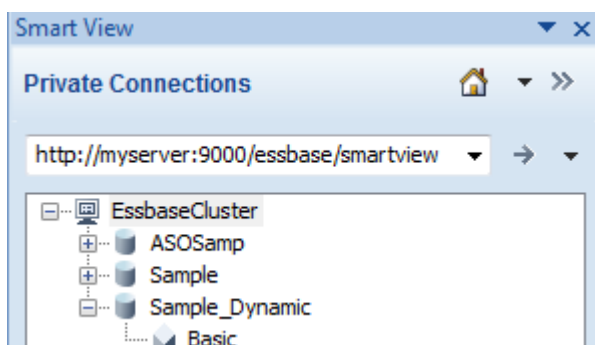 Smart View
Private Connections
http://myserver:9000/essbase/smartview
EssbaseCluster
ASOSamp
Sample
Sample_Dynamic
Basic